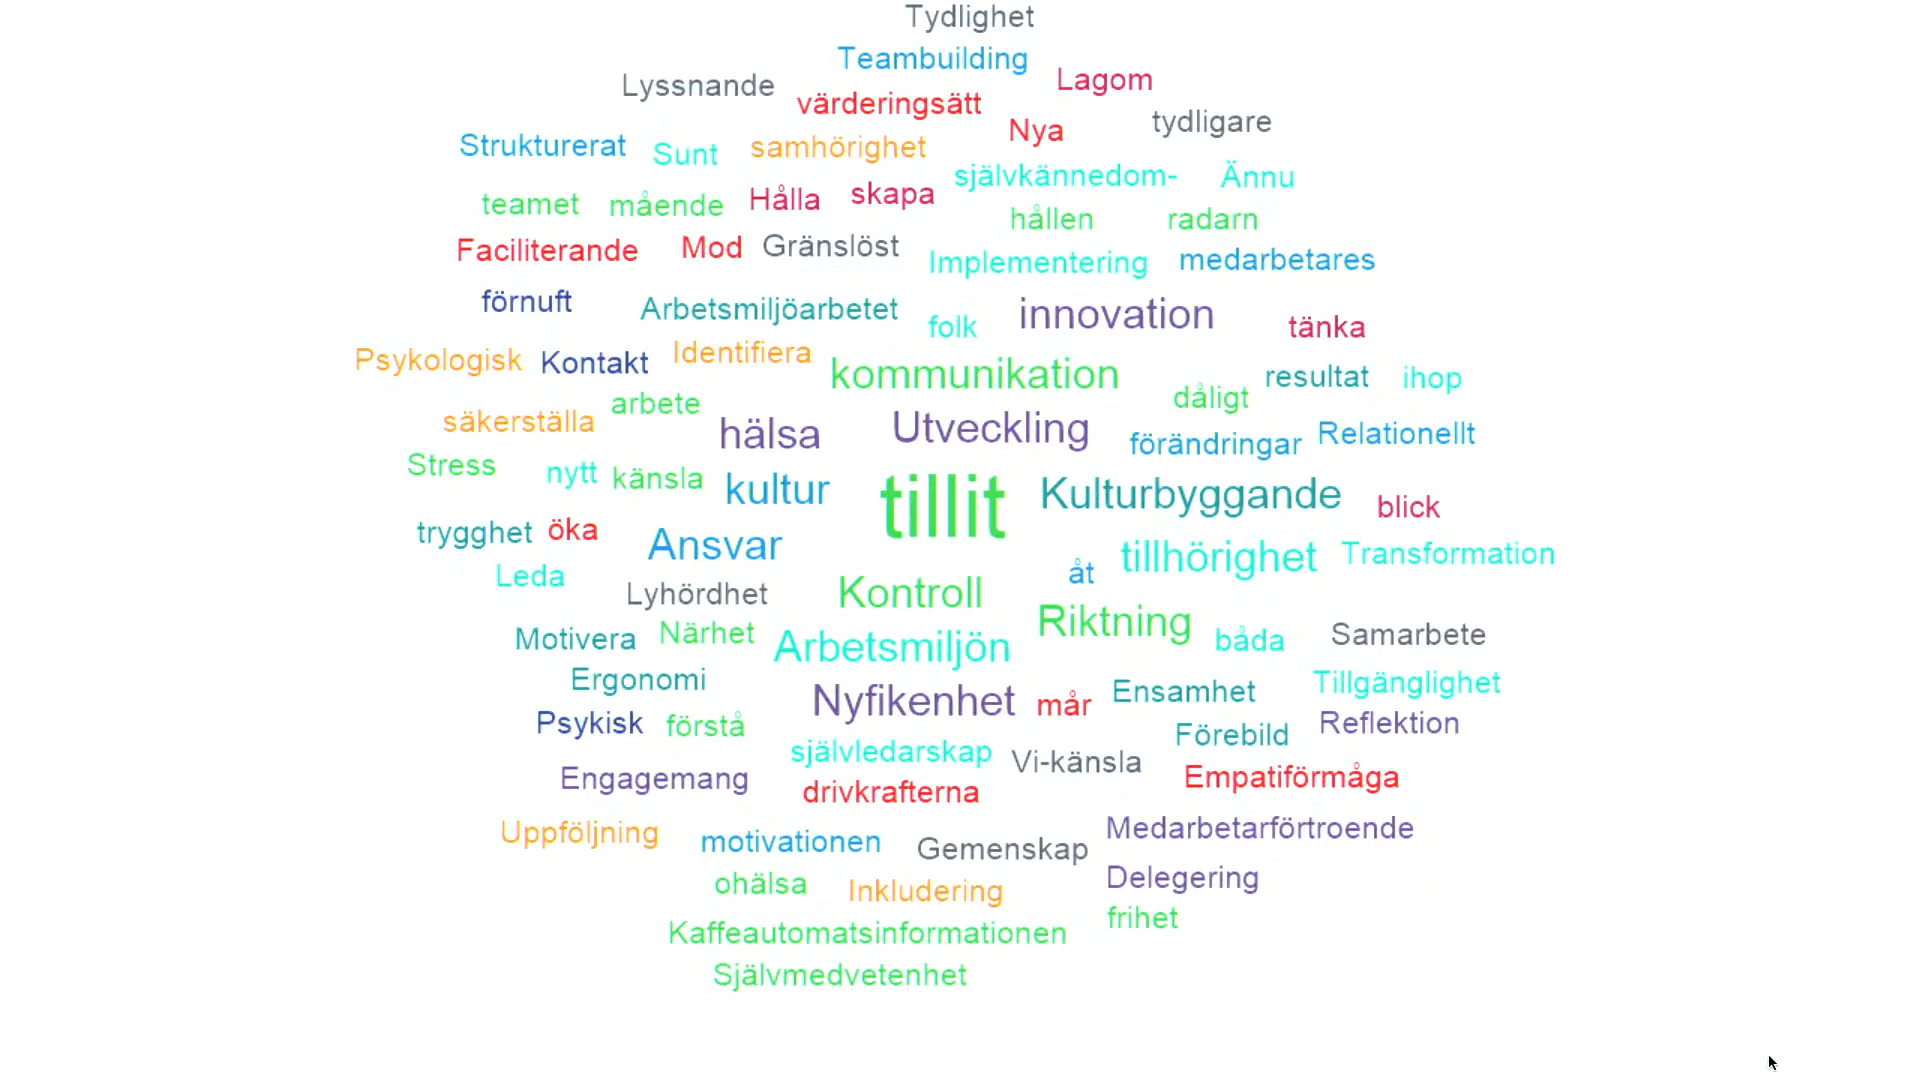 Tydlighet
Teambuilding
Lyssnande
Lagom
värderingsätt
Nya
tydligare
Strukturerat
Sunt
samhörighet
självkännedom-
Ännu
teamet
mående
Hålla
skapa
hållen
radarn
Faciliterande
Mod
Gränslöst
Implementering
medarbetares
förnuft
Arbetsmiljöarbetet
folk
innovation
tänka
Psykologisk
Kontakt
Identifiera
kommunikation
dåligt
resultat
ihop
säkerställa
arbete
hälsa
Utveckling
förändringar
Relationellt
Stress
nytt
känsla
kultur
tillit
Kulturbyggande
blick
trygghet
öka
Ansvar
åt
tillhörighet
Transformation
Leda
Lyhördhet
Kontroll
Riktning
Motivera
Närhet
Arbetsmiljön
båda
Samarbete
Ergonomi
Nyfikenhet
mår
Ensamhet
Tillgänglighet
Psykisk
förstå
självledarskap
Vi-känsla
Förebild
Reflektion
Engagemang
drivkrafterna
Empatiförmåga
Uppföljning
motivationen
Gemenskap
Medarbetarförtroende
ohälsa
Inkludering
Delegering
Kaffeautomatsinformationen
frihet
Självmedvetenhet